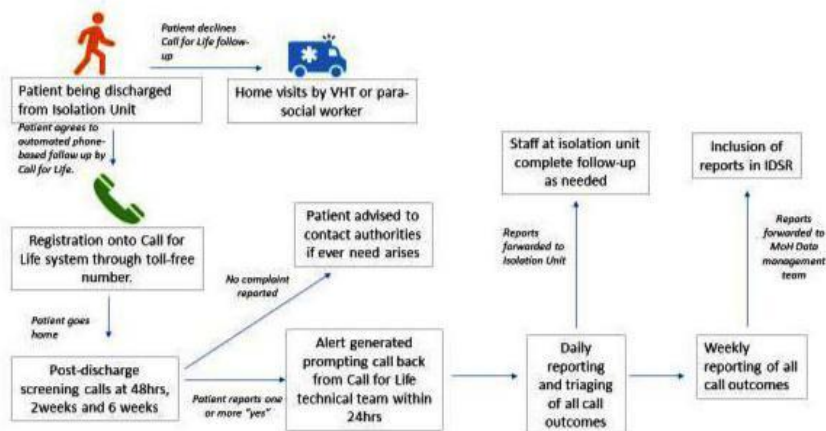 Patient declines
Call for Life follow-
up
Patient being discharged
from Isolation Unit
Home visits by VHT or para-
social worker
Patient agrees to
automated phone-
based follow up by
Call for Life.
Registration onto Call for
Life system through toll-free
number.
Patient goes
home
Post-discharge
screening calls at 48hrs,
2weeks and 6 weeks
No complaint
reported
Patient advised to
contact authorities
if ever need arises
Patient reports one
or more "yes"
Alert generated
prompting call back
from Call for Life
technical team within
24hrs
Staff at isolation unit
complete follow-up
as needed
Reports
forwarded to
Isolation Unit
Daily
reporting
and triaging
of all call
outcomes
Inclusion of
reports in IDSR
Reports
forwarded to
MoH Data
management
team
Weekly
reporting of all
call outcomes